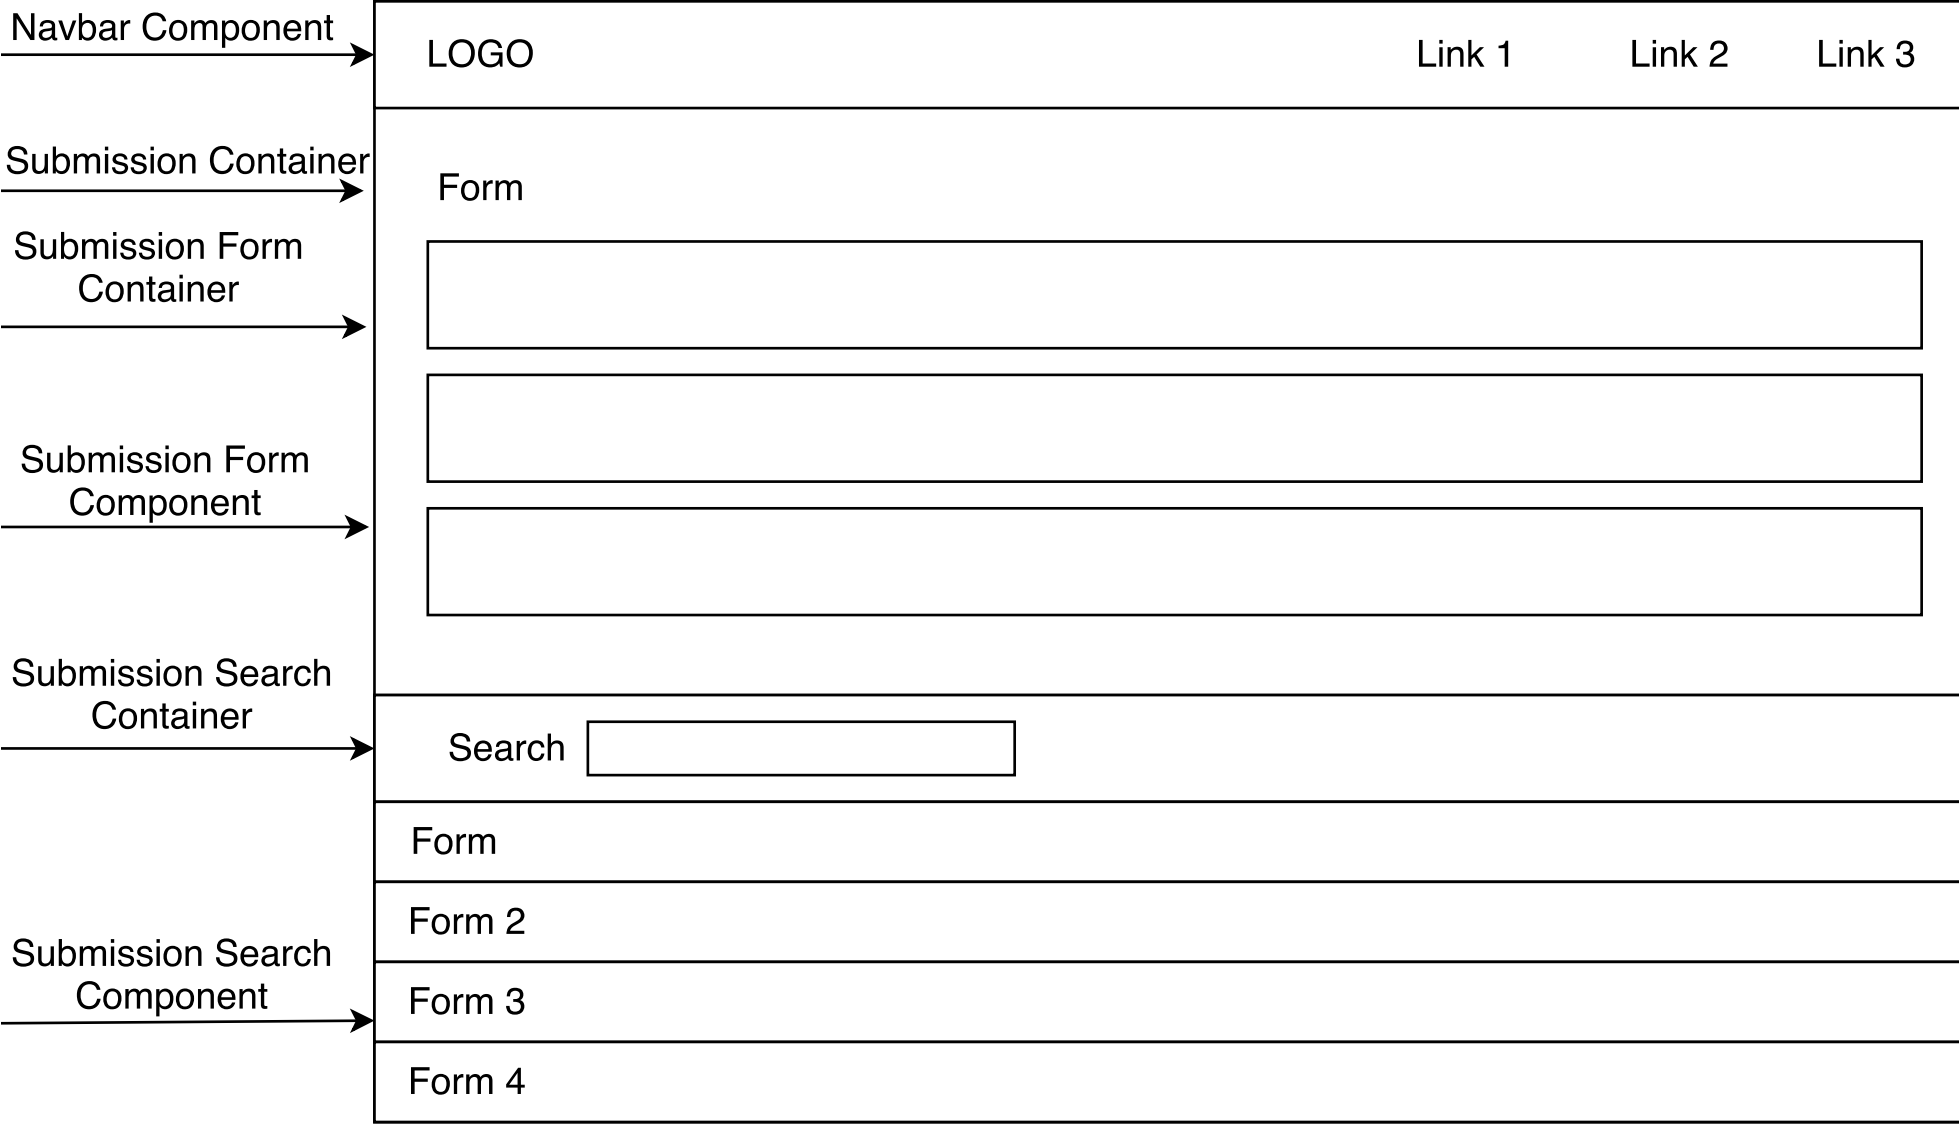 Navbar Component
LOGO
Link 1
Link 2
Link 3
Submission Container
Form
Submission Form
Container
Submission Form
Component
Submission Search
Container
Search
Form
Form 2
Submission Search
Component
Form 3
Form 4